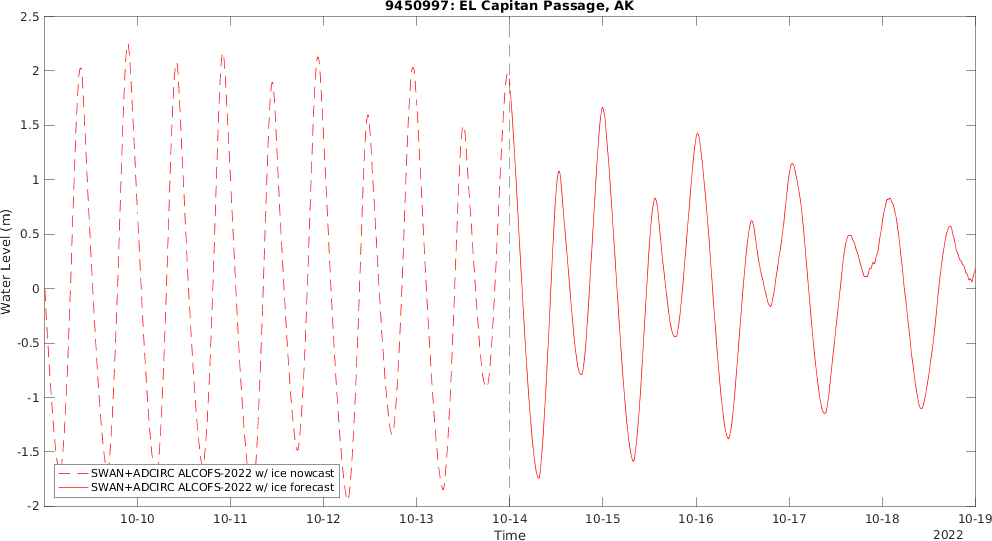 9450997: EL Capitan Passage, AK
2.5
2
1.5
1
0.5
0
-0.5
-1
-1.5
-2
Water Level (m)
SWAN+ADCIRC ALCOFS-2022 w/ ice nowcast
SWAN+ADCIRC ALCOFS-2022 w/ ice forecast
10-10 10-11 10-12 10-13 10-14 10-15 10-16 10-17 10-18 10-19
Time
2022